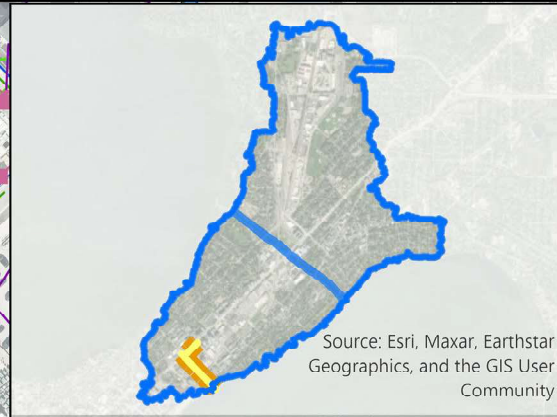 Source: Esri, Maxar, Earthstar
Geographics, and the GIS User
Community